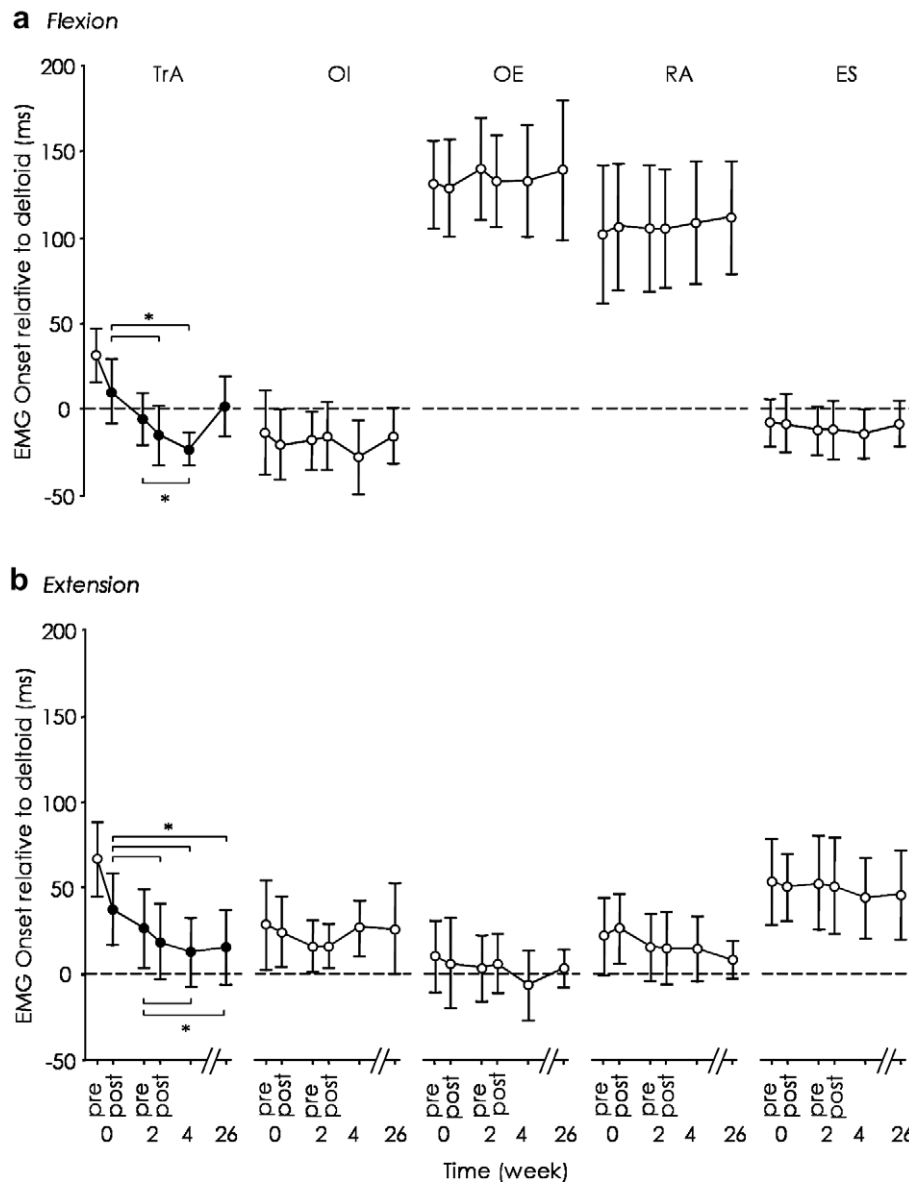 a Flexion
TrA OI OE RA ES
200
150
100
50
0
-50
EMG Onset relative to deltoid (ms)
*
*
b Extension
200
150
100
50
0
-50
EMG Onset relative to deltoid (ms)
*
*
pre post pre post pre post pre post pre post pre post pre post pre post pre post pre post
0 2 4 26 0 2 4 26 0 2 4 26 0 2 4 26 0 2 4 26
Time (week)